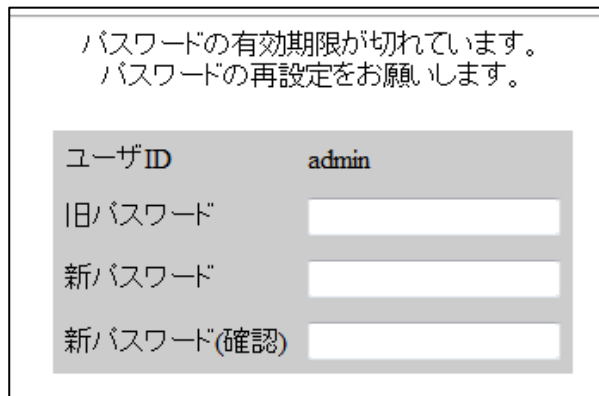 パスワードの有効期限が切れています。
パスワードの再設定をお願いします。
ユーザID admin
旧パスワード
新パスワード
新パスワード(確認)